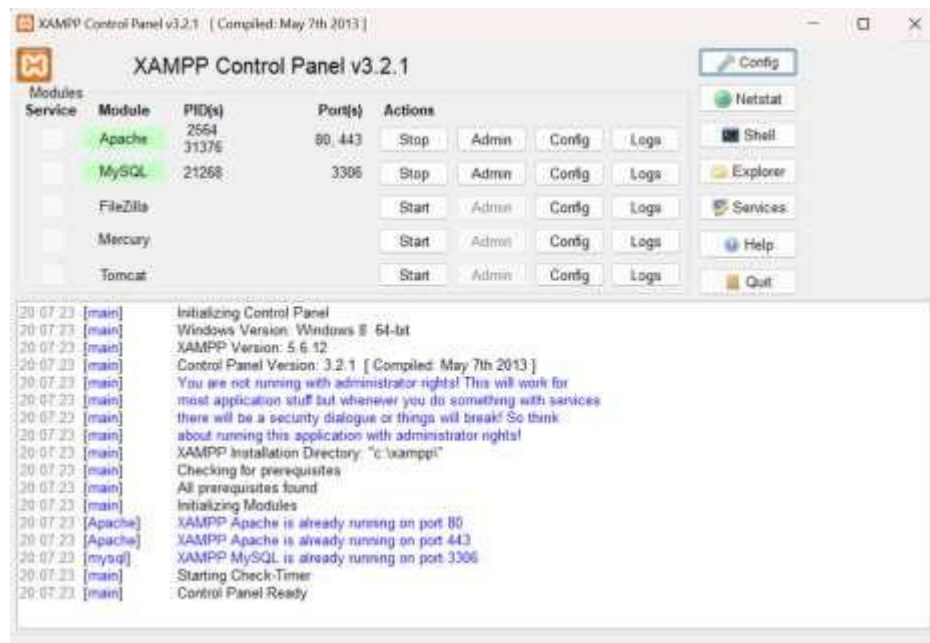 XAMPP Control Panel v3.2.1 [ Compiled: May 7th 2013 ]
XAMPP Control Panel v3.2.1
Config
Modules
Service Module PID(s) Port(s) Actions
Netstat
Apache 2564 31376 80, 443 Stop Admin Config Logs
Shell
MySQL 21268 3306 Stop Admin Config Logs
Explorer
FileZilla Start Admin Config Logs
Services
Mercury Start Admin Config Logs
Help
Tomcat Start Admin Config Logs
Quit
20:07:23 [main] Initializing Control Panel
20:07:23 [main] Windows Version: Windows 8 64-bit
20:07:23 [main] XAMPP Version: 5.6.12
20:07:23 [main] Control Panel Version: 3.2.1 [ Compiled: May 7th 2013 ]
20:07:23 [main] You are not running with administrator rights! This will work for
20:07:23 [main] most application stuff but whenever you do something with services
20:07:23 [main] there will be a security dialogue or things will break! So think
20:07:23 [main] about running this application with administrator rights!
20:07:23 [main] XAMPP Installation Directory: "c:\xampp\"
20:07:23 [main] Checking for prerequisites
20:07:23 [main] All prerequisites found
20:07:23 [main] Initializing Modules
20:07:23 [Apache] XAMPP Apache is already running on port 80
20:07:23 [Apache] XAMPP Apache is already running on port 443
20:07:23 [mysql] XAMPP MySQL is already running on port 3306
20:07:23 [main] Starting Check-Timer
20:07:23 [main] Control Panel Ready